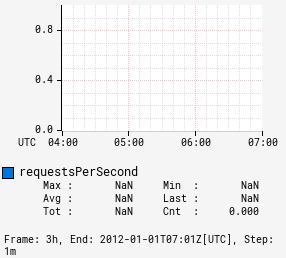 0.8
0.4
0.0
UTC 04:00 05:00 06:00 07:00
requestsPerSecond
Max : NaN Min : NaN
Avg : NaN Last : NaN
Tot : NaN Cnt : 0.000
Frame: 3h, End: 2012-01-01T07:01Z[UTC], Step:
1m